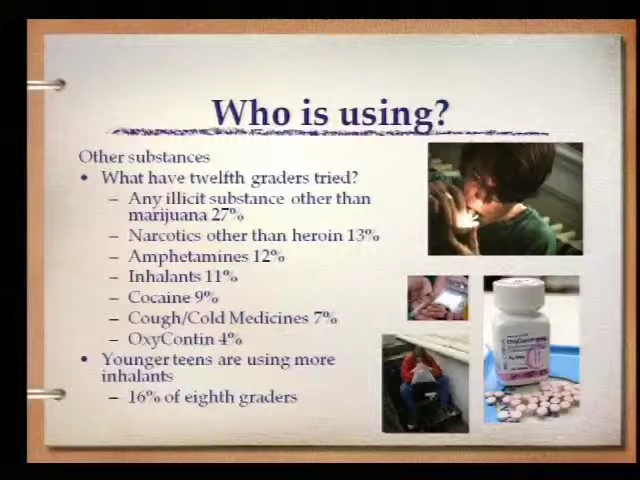 Who is using?
Other substances
• What have twelfth graders tried?
– Any illicit substance other than
marijuana 27%
– Narcotics other than heroin 13%
– Amphetamines 12%
– Inhalants 11%
– Cocaine 9%
– Cough/Cold Medicines 7%
– OxyContin 4%
• Younger teens are using more
inhalants
– 16% of eighth graders
OxyContin